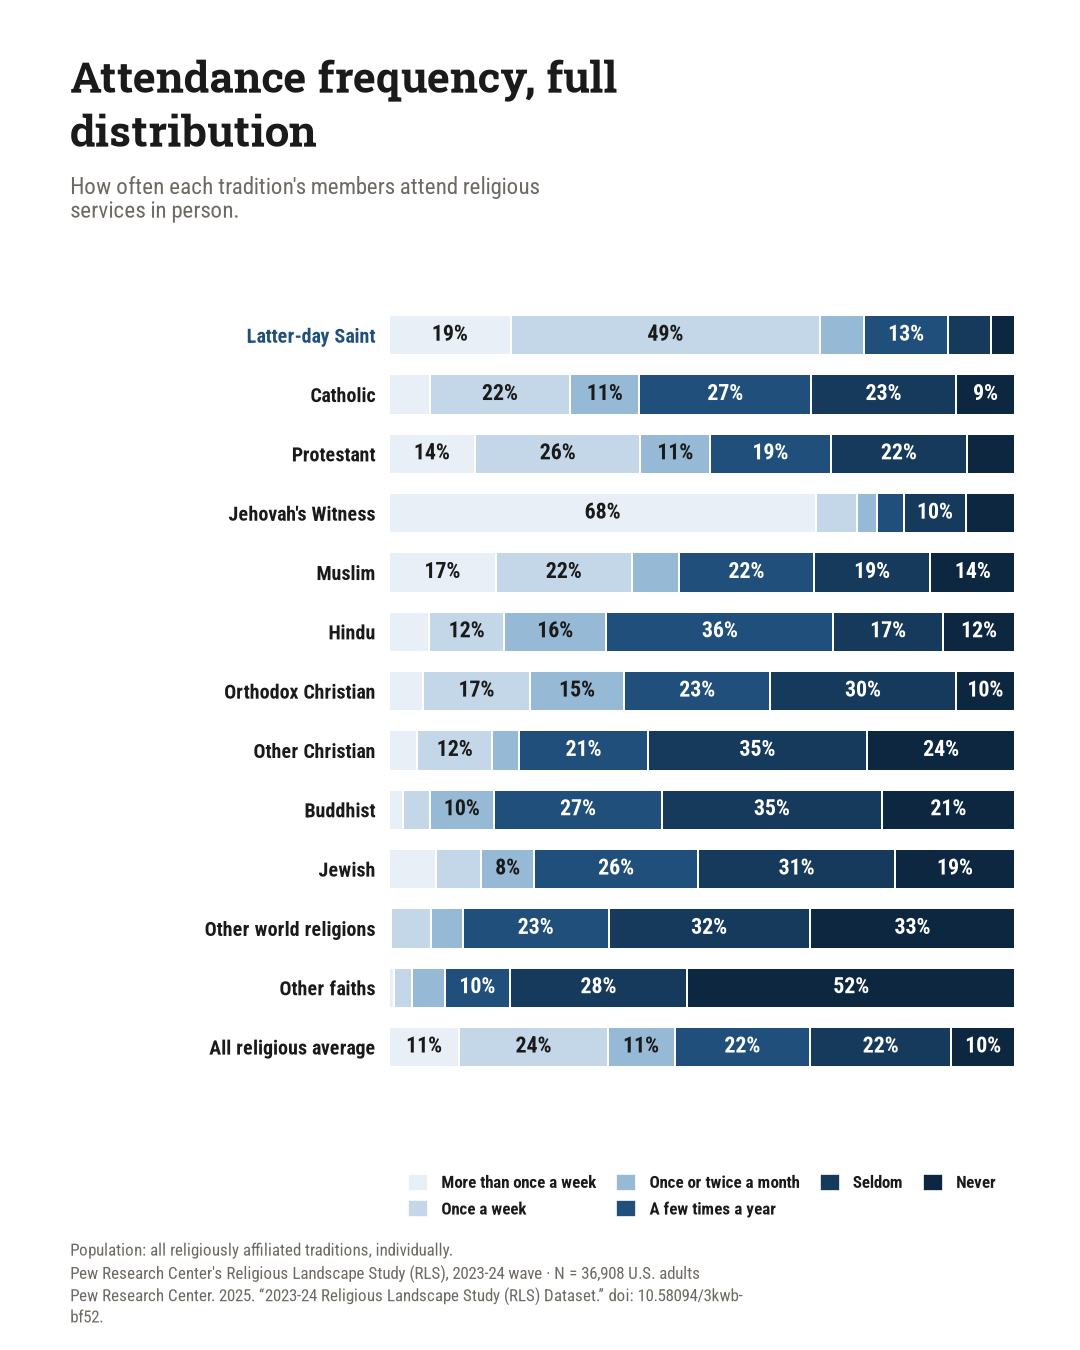 Attendance frequency, full
distribution
How often each tradition's members attend religious
services in person.
Latter-day Saint 19% 49% 13%
Catholic 22% 11% 27% 23% 9%
Protestant 14% 26% 11% 19% 22%
Jehovah's Witness 68% 10%
Muslim 17% 22% 22% 19% 14%
Hindu 12% 16% 36% 17% 12%
Orthodox Christian 17% 15% 23% 30% 10%
Other Christian 12% 21% 35% 24%
Buddhist 10% 27% 35% 21%
Jewish 8% 26% 31% 19%
Other world religions 23% 32% 33%
Other faiths 10% 28% 52%
All religious average 11% 24% 11% 22% 22% 10%
More than once a week Once or twice a month Seldom Never
Once a week A few times a year
Population: all religiously affiliated traditions, individually.
Pew Research Center's Religious Landscape Study (RLS), 2023-24 wave · N = 36,908 U.S. adults
Pew Research Center. 2025. “2023-24 Religious Landscape Study (RLS) Dataset.” doi: 10.58094/3kwb-
bf52.